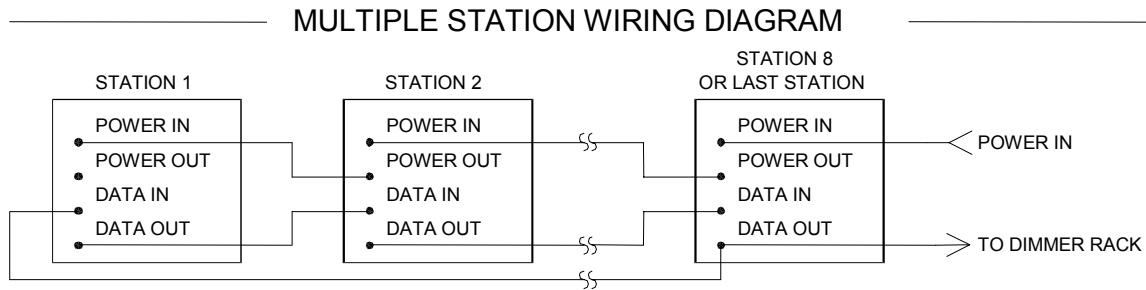 MULTIPLE STATION WIRING DIAGRAM
STATION 1
POWER IN
POWER OUT
DATA IN
DATA OUT
STATION 2
POWER IN
POWER OUT
DATA IN
DATA OUT
STATION 8
OR LAST STATION
POWER IN
POWER OUT
DATA IN
DATA OUT
POWER IN
TO DIMMER RACK